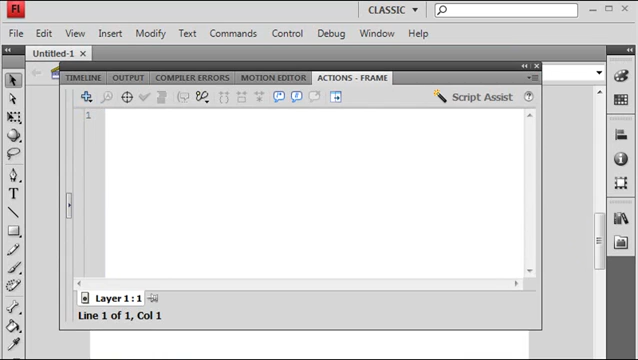 Fl
CLASSIC
File Edit View Insert Modify Text Commands Control Debug Window Help
Untitled-1
TIMELINE OUTPUT COMPILER ERRORS MOTION EDITOR ACTIONS - FRAME
Script Assist
1
Layer 1 : 1
Line 1 of 1, Col 1